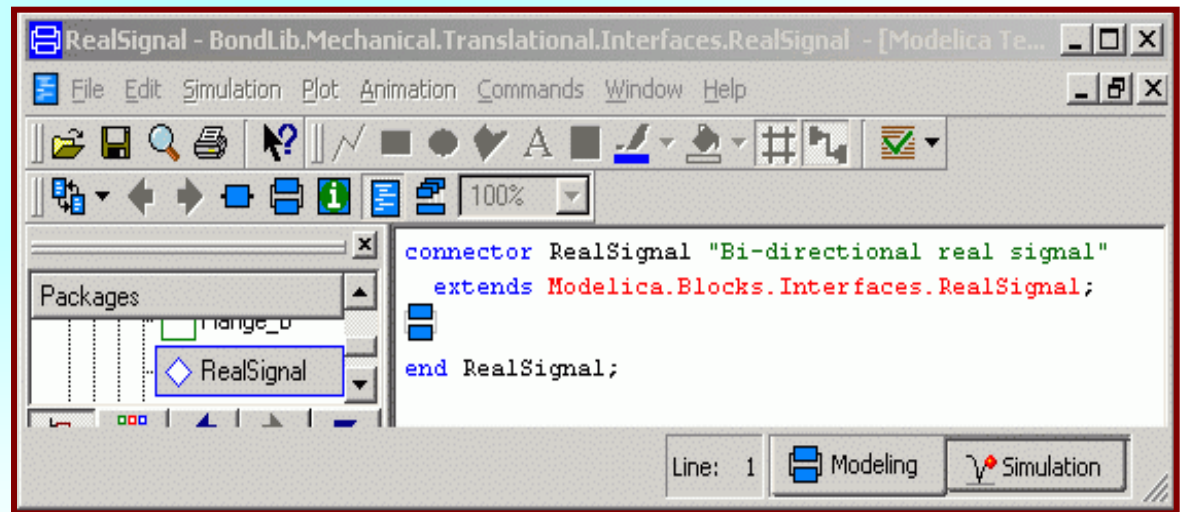 RealSignal - BondLib.Mechanical.Translational.Interfaces.RealSignal - [Modelica Te...
File Edit Simulation Plot Animation Commands Window Help
100%
Packages
RealSignal
connector RealSignal "Bi-directional real signal"
extends Modelica.Blocks.Interfaces.RealSignal;
end RealSignal;
Line: 1 Modeling Simulation